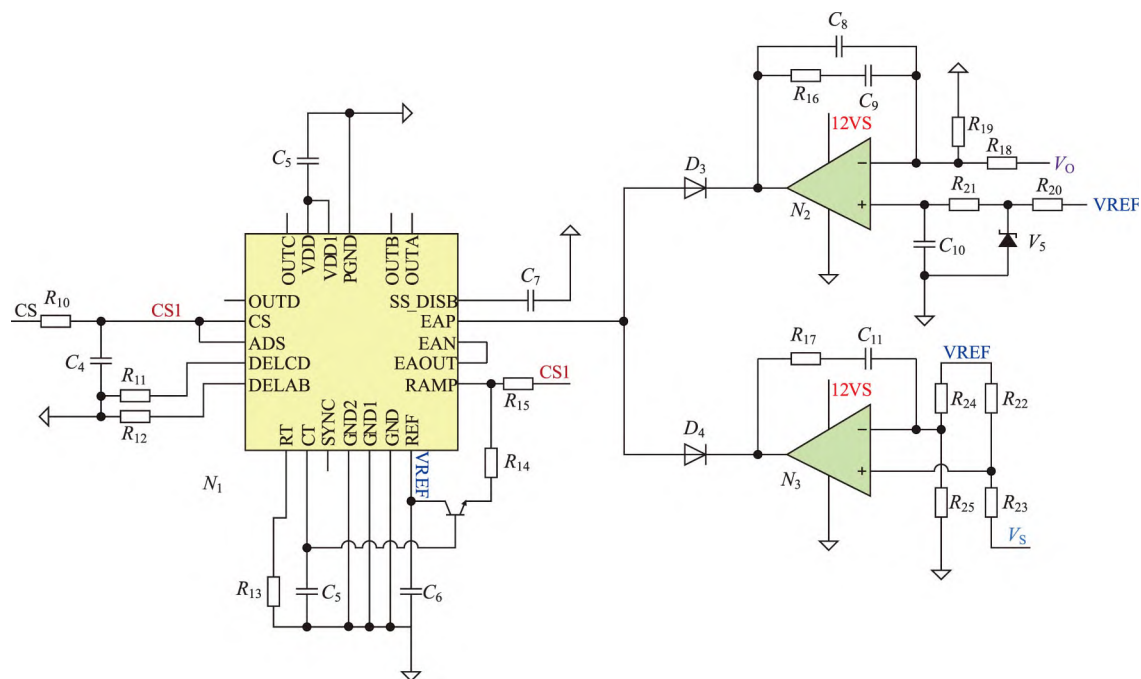 C8
R16
C9
12VS
R19
R18
VO
D3
N2
R21
R20
VREF
C10
V5
C5
OUTC
VDD
VDD1
PGND
OUTB
OUTA
C7
OUTD
SS_DISB
CS
R10
CS1
CS
EAP
ADS
EAN
C4
DELCD
EAOUT
R11
DELAB
RAMP
CS1
R12
R15
RT
CT
SYNC
GND2
GND1
GND
REF
VREF
R14
N1
R13
C5
C6
R17
C11
VREF
12VS
R24
R22
D4
N3
R25
R23
VS